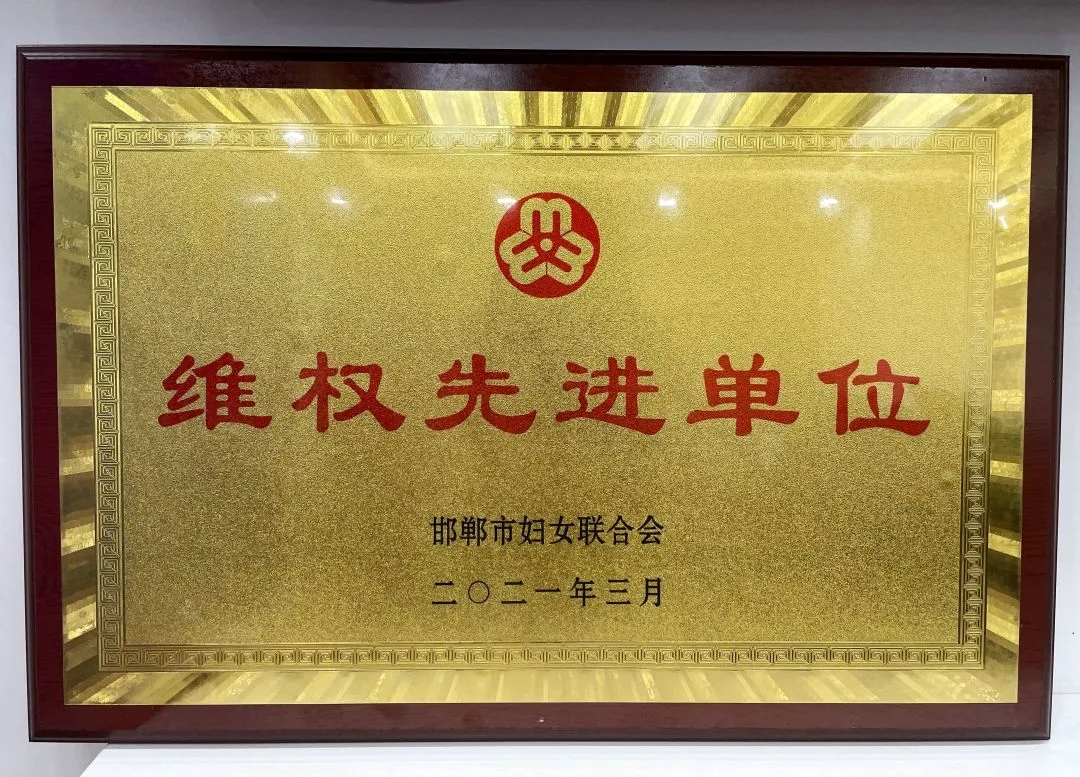 维权先进单位
邯郸市妇女联合会
二〇二一年三月